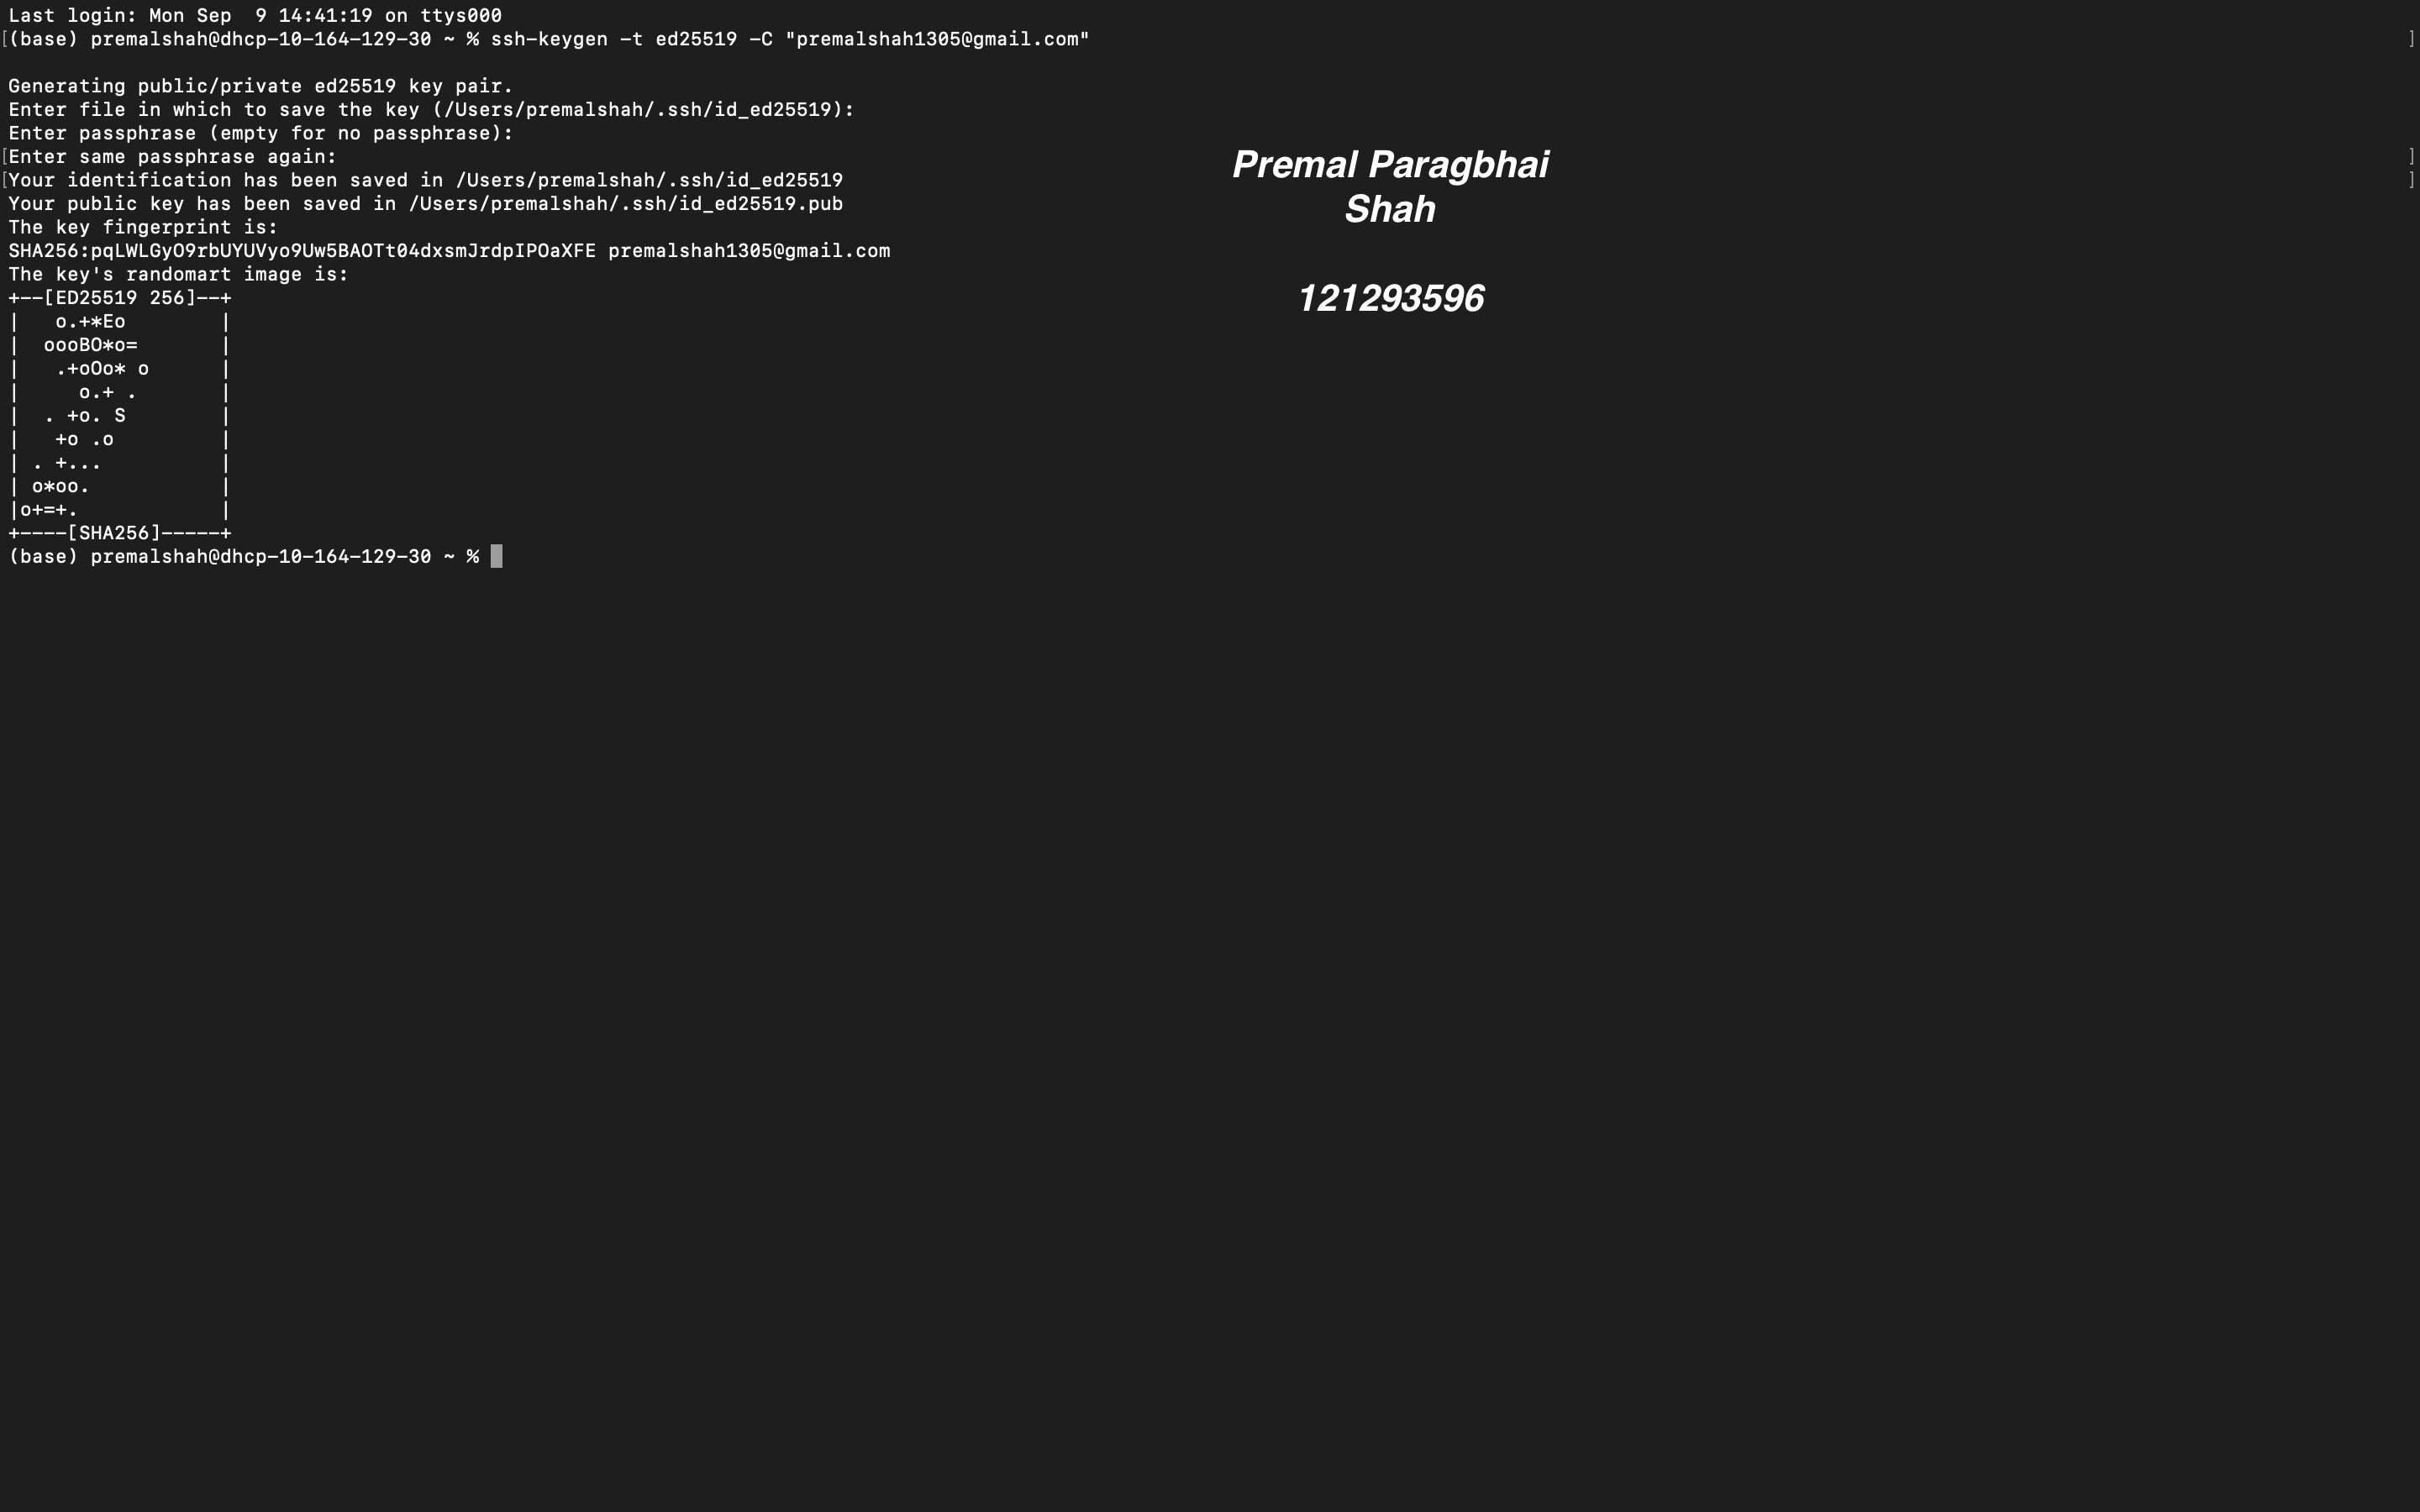 Last login: Mon Sep  9 14:41:19 on ttys000
[(base) premalshah@dhcp-10-164-129-30 ~ % ssh-keygen -t ed25519 -C "premalshah1305@gmail.com" ]
Generating public/private ed25519 key pair.
Enter file in which to save the key (/Users/premalshah/.ssh/id_ed25519):
Enter passphrase (empty for no passphrase):
[Enter same passphrase again: ]
[Your identification has been saved in /Users/premalshah/.ssh/id_ed25519 ]
Your public key has been saved in /Users/premalshah/.ssh/id_ed25519.pub
The key fingerprint is:
SHA256:pqLWLGyO9rbUYUVyo9Uw5BAOTt04dxsmJrdpIPOaXFE premalshah1305@gmail.com
The key's randomart image is:
+--[ED25519 256]--+
|   o.+*Eo        |
|  oooBO*o=       |
|   .+oOo* o      |
|     o.+ .       |
|  . +o. S        |
|   +o .o         |
| . +...          |
| o*oo.           |
|o+=+.            |
+----[SHA256]-----+
(base) premalshah@dhcp-10-164-129-30 ~ %
Premal Paragbhai
Shah
121293596